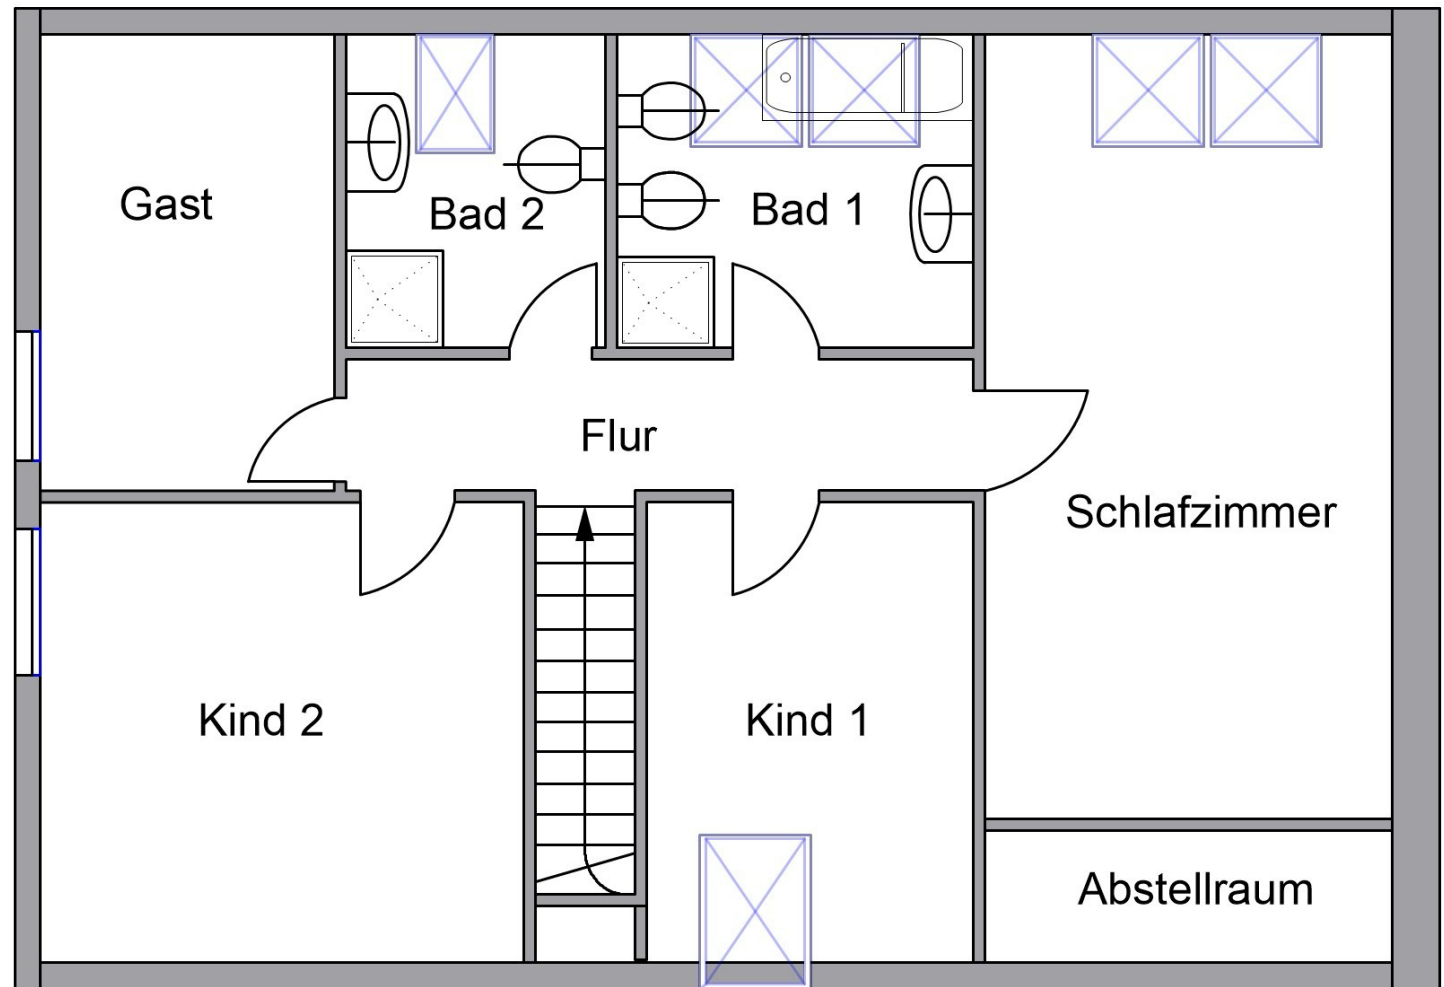 Gast
Bad 2
Bad 1
Flur
Schlafzimmer
Kind 2
Kind 1
Abstellraum